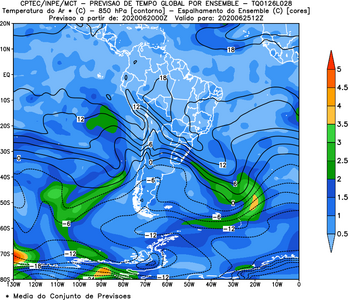 CPTEC/INPE/MCT - PREVISAO DE TEMPO GLOBAL POR ENSEMBLE - TQ0126L028
Temperatura do Ar * (C) - 850 hPa [contorno] - Espalhamento do Ensemble (C) [cores]
Previsao a partir de: 2020062000Z Valido para: 2020062512Z
20N
10N
EQ
10S
20S
30S
40S
50S
60S
70S
80S
130W 120W 110W 100W 90W 80W 70W 60W 50W 40W 30W 20W 10W 0
18
18
12
12
12
12
0
6
0
-6
6
0
-6
-6
-12
-12
-12
-12
-18
5
4.5
4
3.5
3
2.5
2
1.5
1
0.5
* Media do Conjunto de Previsoes